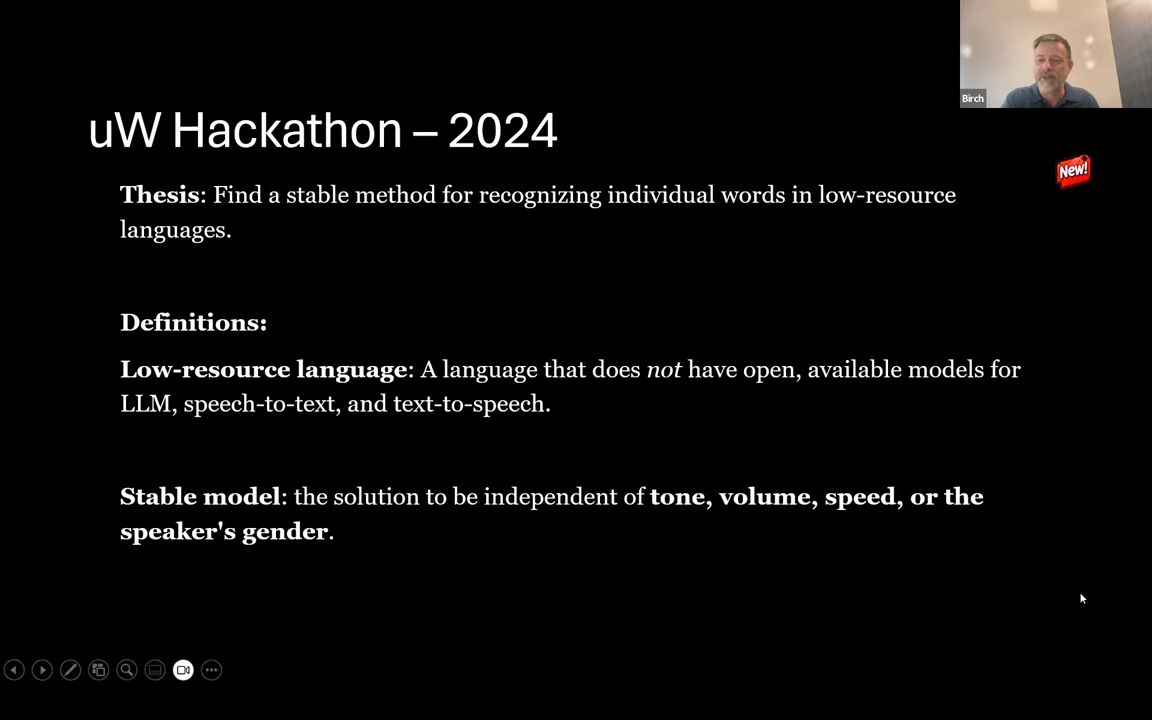 Birch
uW Hackathon – 2024
New!
Thesis: Find a stable method for recognizing individual words in low-resource
languages.
Definitions:
Low-resource language: A language that does not have open, available models for
LLM, speech-to-text, and text-to-speech.
Stable model: the solution to be independent of tone, volume, speed, or the
speaker's gender.